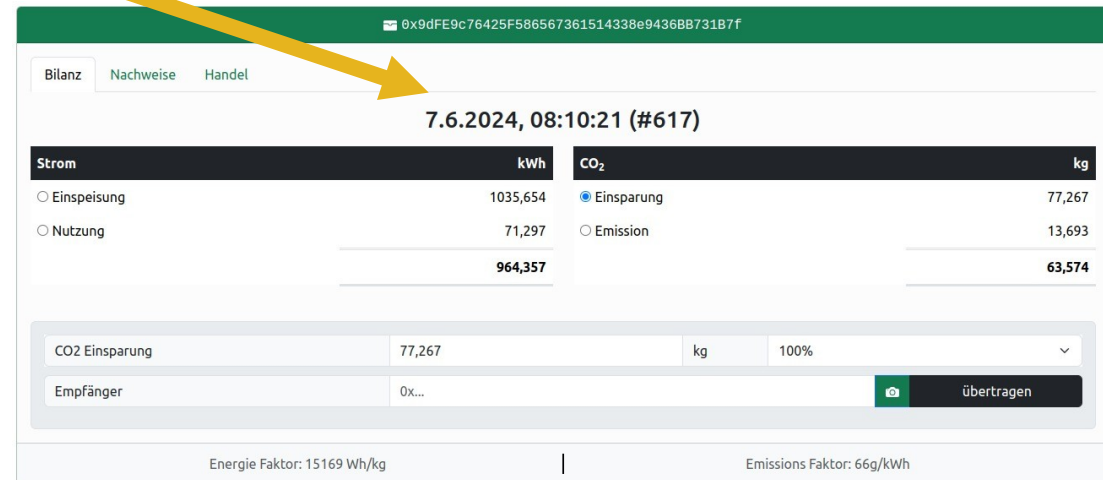 0x9dFE9c76425F586567361514338e9436BB731B7f
Bilanz Nachweise Handel
7.6.2024, 08:10:21 (#617)
Strom kWh CO₂ kg
Einspeisung 1035,654 Einsparung 77,267
Nutzung 71,297 Emission 13,693
964,357 63,574
CO2 Einsparung 77,267 kg 100%
Empfänger 0x... übertragen
Energie Faktor: 15169 Wh/kg Emissions Faktor: 66g/kWh